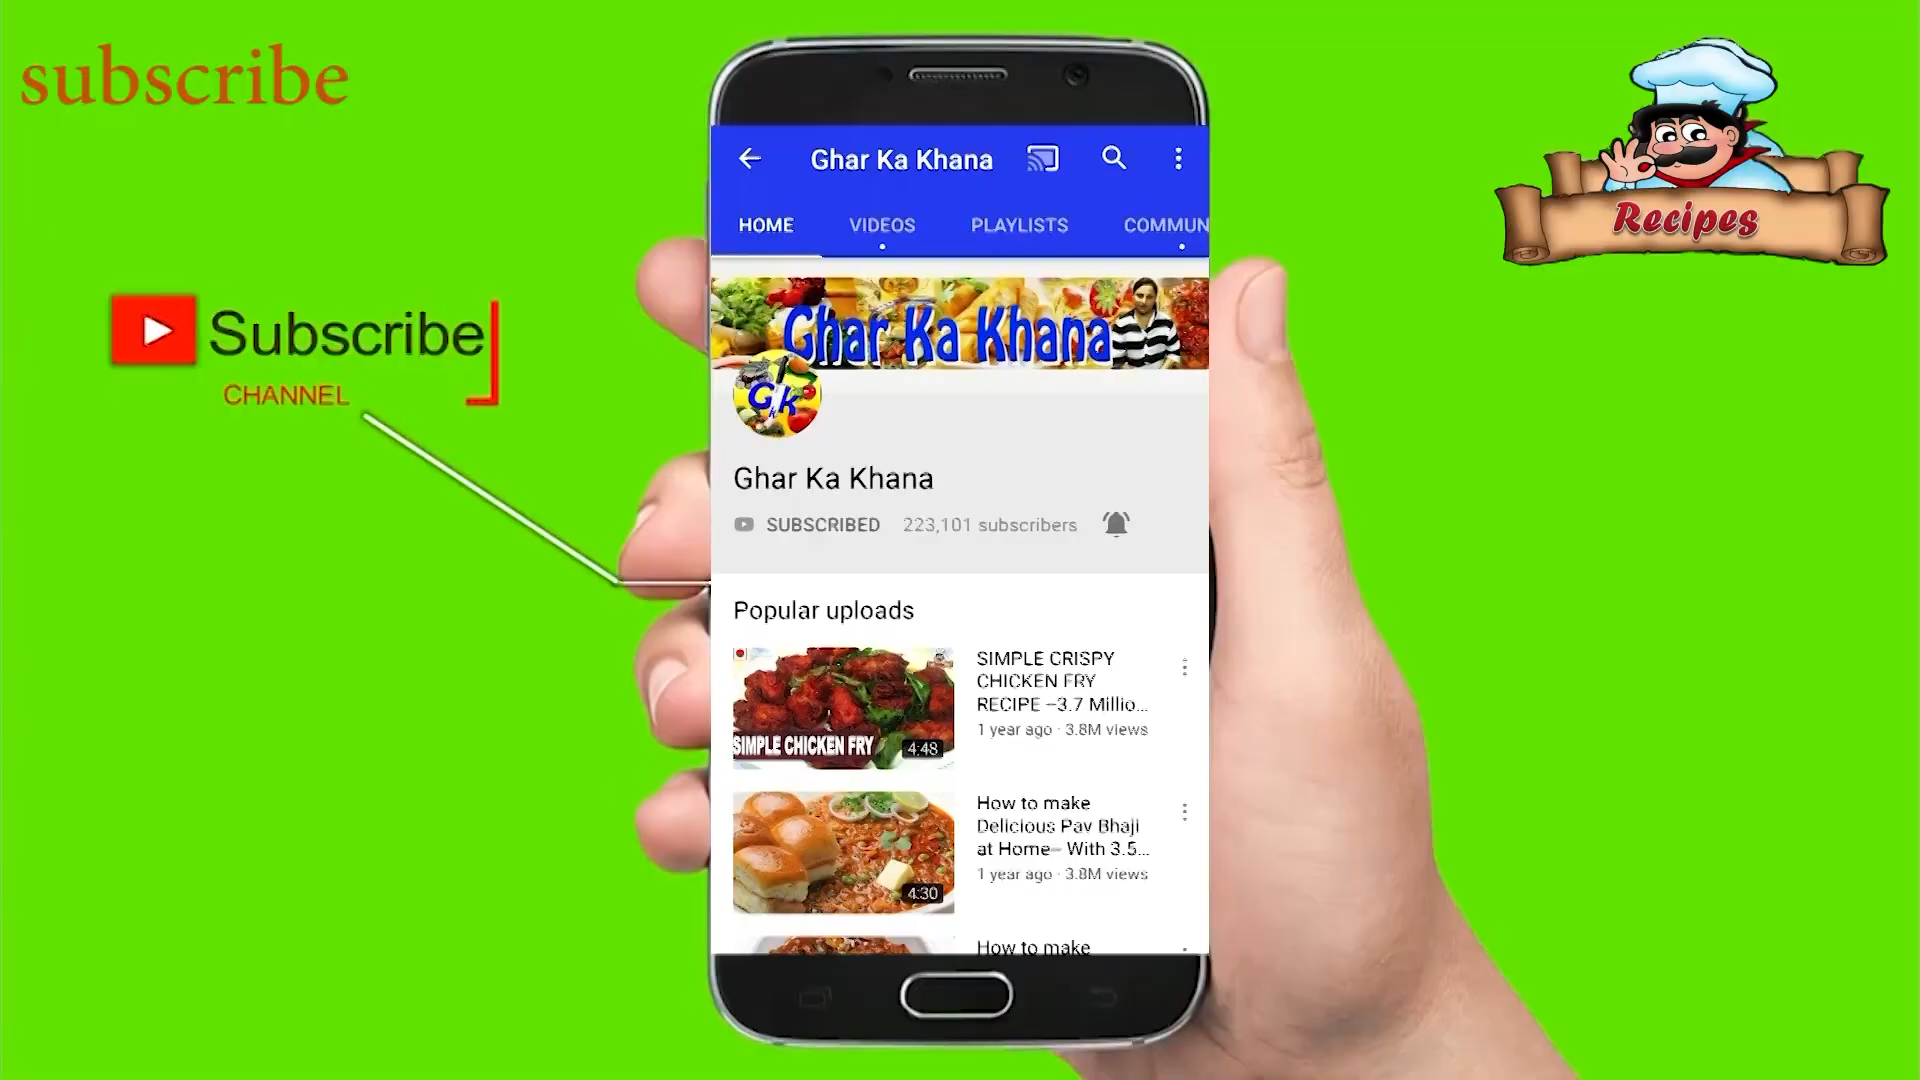 subscribe
Recipes
Subscribe
CHANNEL
Ghar Ka Khana
HOME VIDEOS PLAYLISTS COMMUN
Ghar Ka Khana
Gk
Ghar Ka Khana
SUBSCRIBED 223,101 subscribers
Popular uploads
SIMPLE CRISPY
CHICKEN FRY
RECIPE –3.7 Millio...
1 year ago · 3.8M views
SIMPLE CHICKEN FRY 4:48
How to make
Delicious Pav Bhaji
at Home– With 3.5...
1 year ago · 3.8M views
4:30
How to make